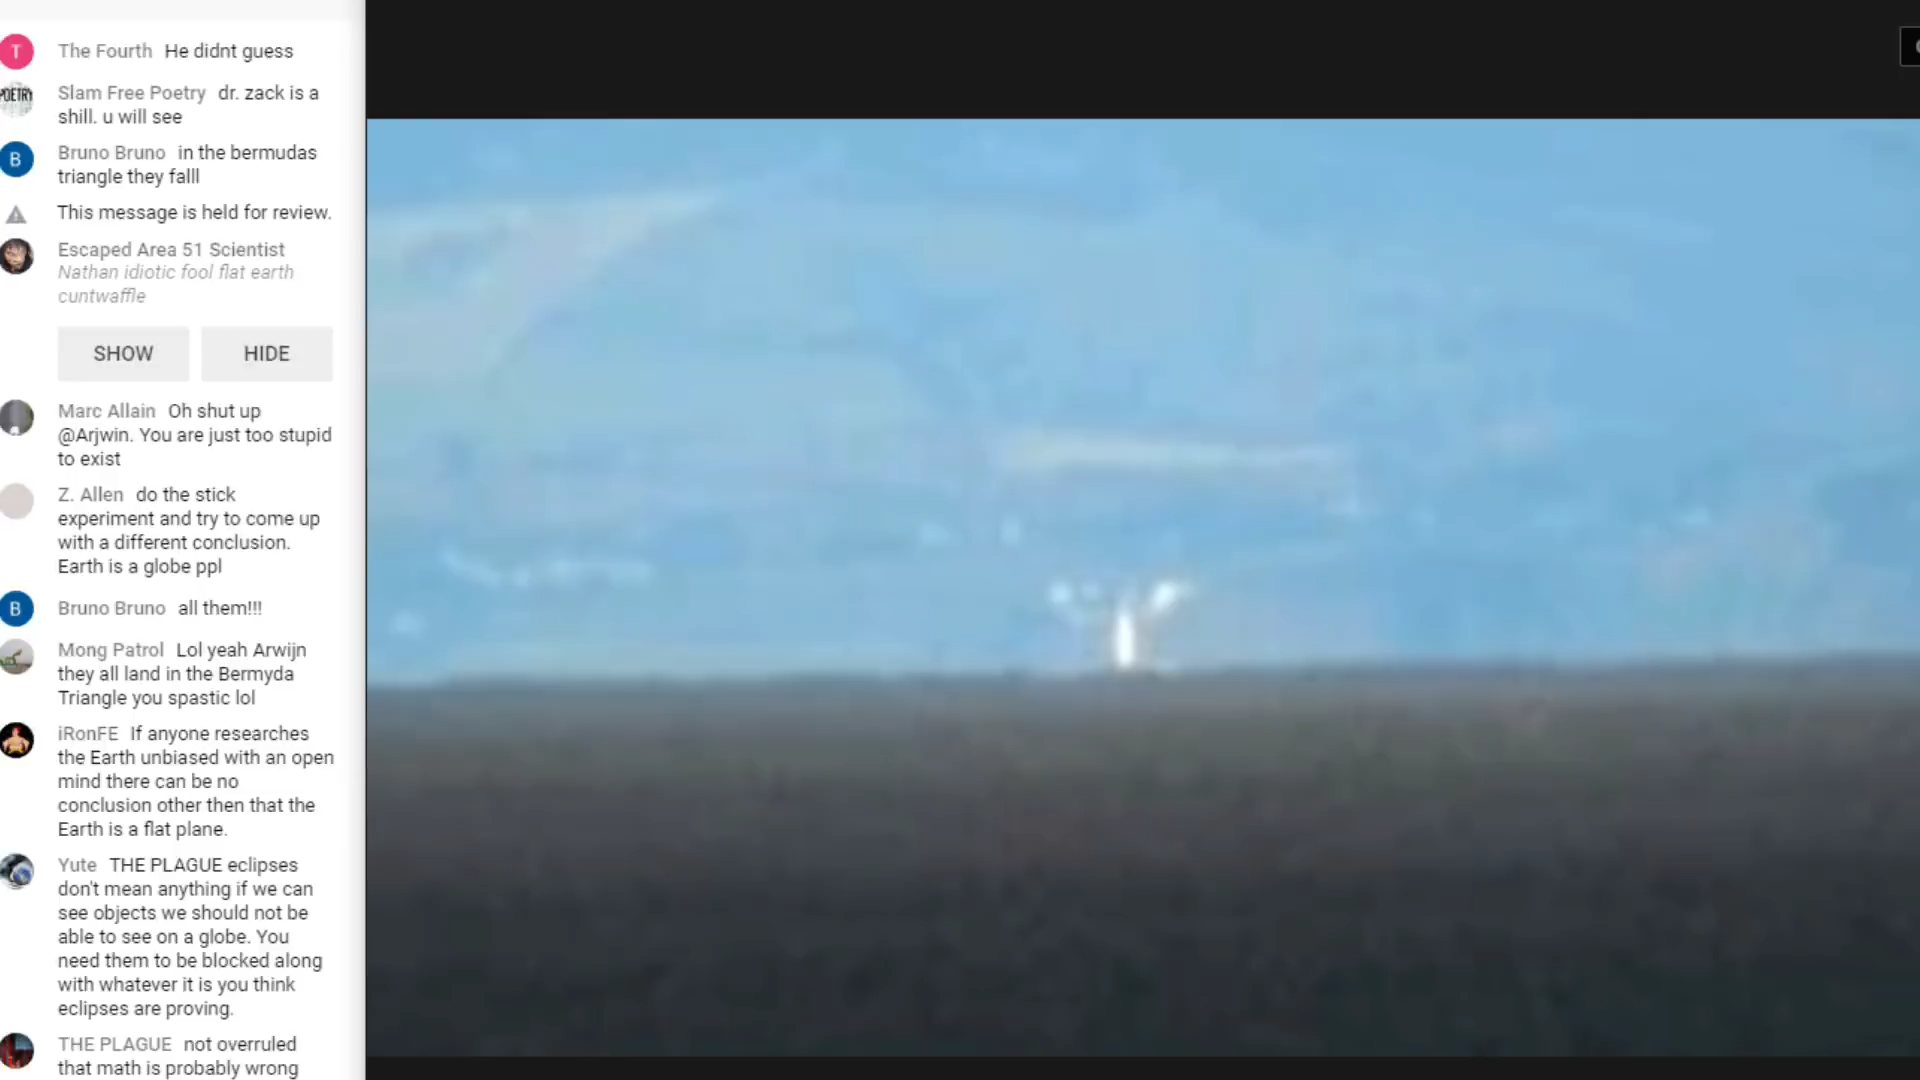 T The Fourth He didnt guess
POETRY Slam Free Poetry dr. zack is a
shill. u will see
B Bruno Bruno in the bermudas
triangle they falll
This message is held for review.
Escaped Area 51 Scientist
Nathan idiotic fool flat earth
cuntwaffle
SHOW HIDE
Marc Allain Oh shut up
@Arjwin. You are just too stupid
to exist
Z. Allen do the stick
experiment and try to come up
with a different conclusion.
Earth is a globe ppl
B Bruno Bruno all them!!!
Mong Patrol Lol yeah Arwijn
they all land in the Bermyda
Triangle you spastic lol
iRonFE If anyone researches
the Earth unbiased with an open
mind there can be no
conclusion other then that the
Earth is a flat plane.
Yute THE PLAGUE eclipses
don't mean anything if we can
see objects we should not be
able to see on a globe. You
need them to be blocked along
with whatever it is you think
eclipses are proving.
THE PLAGUE not overruled
that math is probably wrong